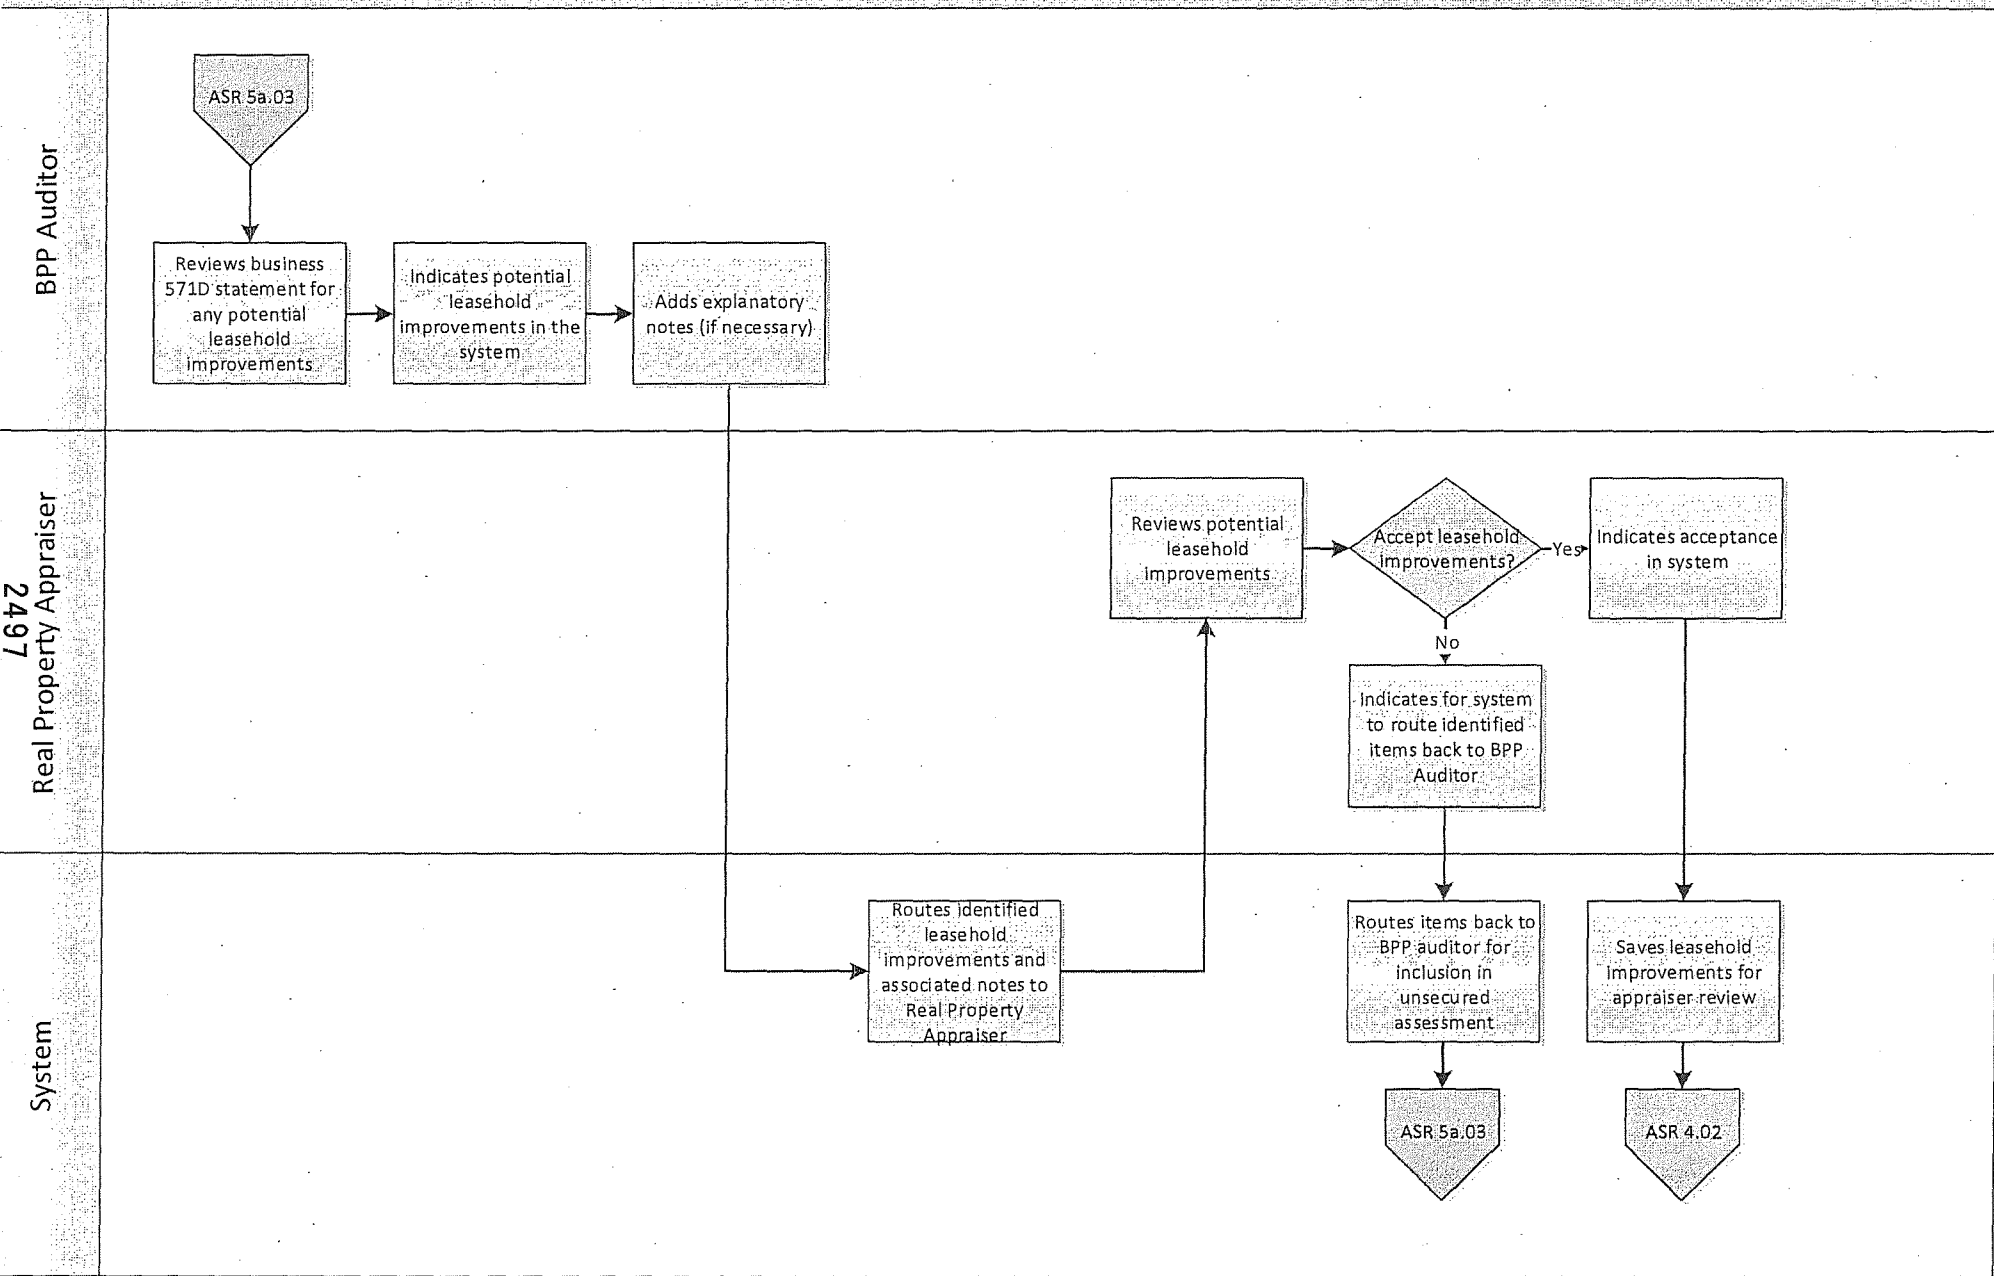 BPP Auditor
ASR 5a.03
Reviews business
571D statement for
any potential
leasehold
improvements
Indicates potential
leasehold
improvements in the
system
Adds explanatory
notes (if necessary)
Real Property Appraiser
2497
Reviews potential
leasehold
improvements
Accept leasehold
improvements?
Yes
Indicates acceptance
in system
No
Indicates for system
to route identified
items back to BPP
Auditor
System
Routes identified
leasehold
improvements and
associated notes to
Real Property
Appraiser
Routes items back to
BPP auditor for
inclusion in
unsecured
assessment
Saves leasehold
improvements for
appraiser review
ASR 5a.03
ASR 4.02